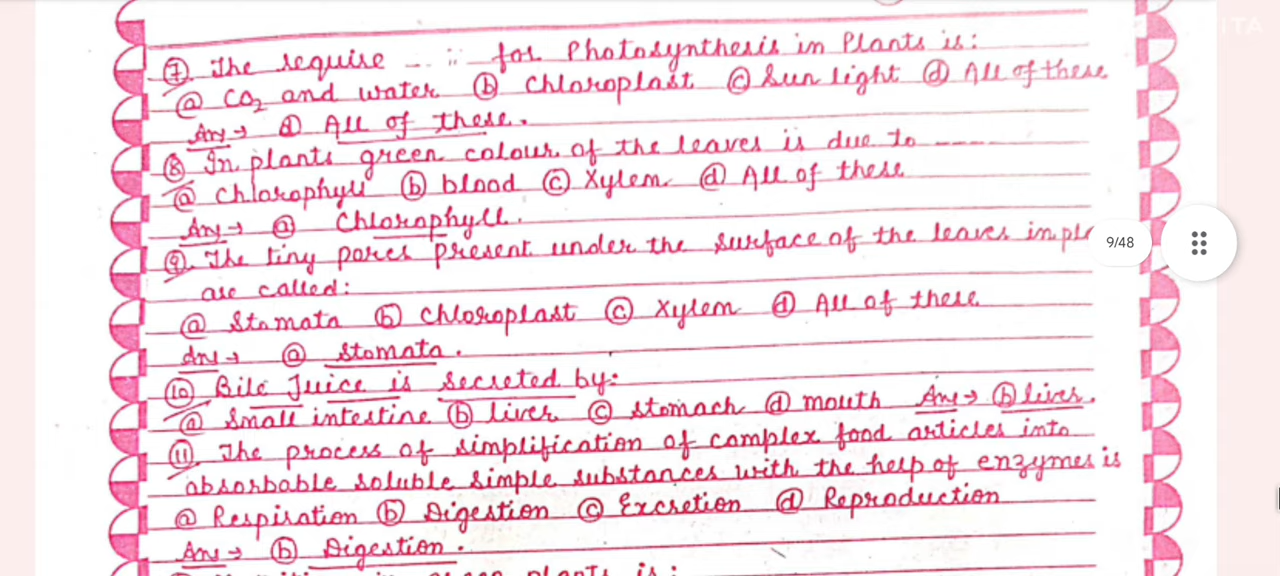 ⑦. The require --- for Photosynthesis in Plants is:
ⓐ CO₂ and water ⓑ Chloroplast ⓒ Sun light ⓓ All of these
Ans → ⓓ All of these.
⑧ In plants green colour of the leaves is due to -----
ⓐ Chlorophyll ⓑ blood ⓒ Xylem ⓓ All of these
Ans → ⓐ Chlorophyll.
⑨. The tiny pores present under the surface of the leaves in
are called:
ⓐ Stomata ⓑ Chloroplast ⓒ Xylem ⓓ All of these
Ans → ⓐ Stomata.
9/48
⑩ Bile Juice is secreted by:
ⓐ Small intestine ⓑ liver ⓒ stomach ⓓ mouth Ans → ⓑ liver.
⑪ The process of simplification of complex food articles into
absorbable soluble simple substances with the help of enzymes is
ⓐ Respiration ⓑ Digestion ⓒ Excretion ⓓ Reproduction
Ans → ⓑ Digestion.
plants is: